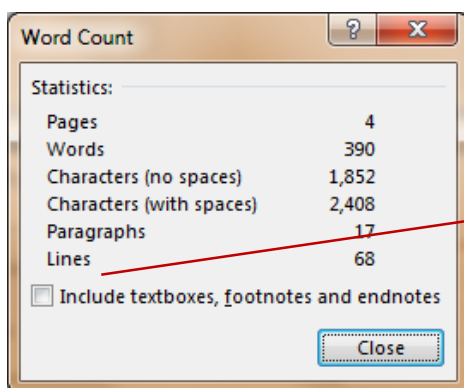 Word Count
? X
Statistics:
Pages 4
Words 390
Characters (no spaces) 1,852
Characters (with spaces) 2,408
Paragraphs 17
Lines 68
Include textboxes, footnotes and endnotes
Close